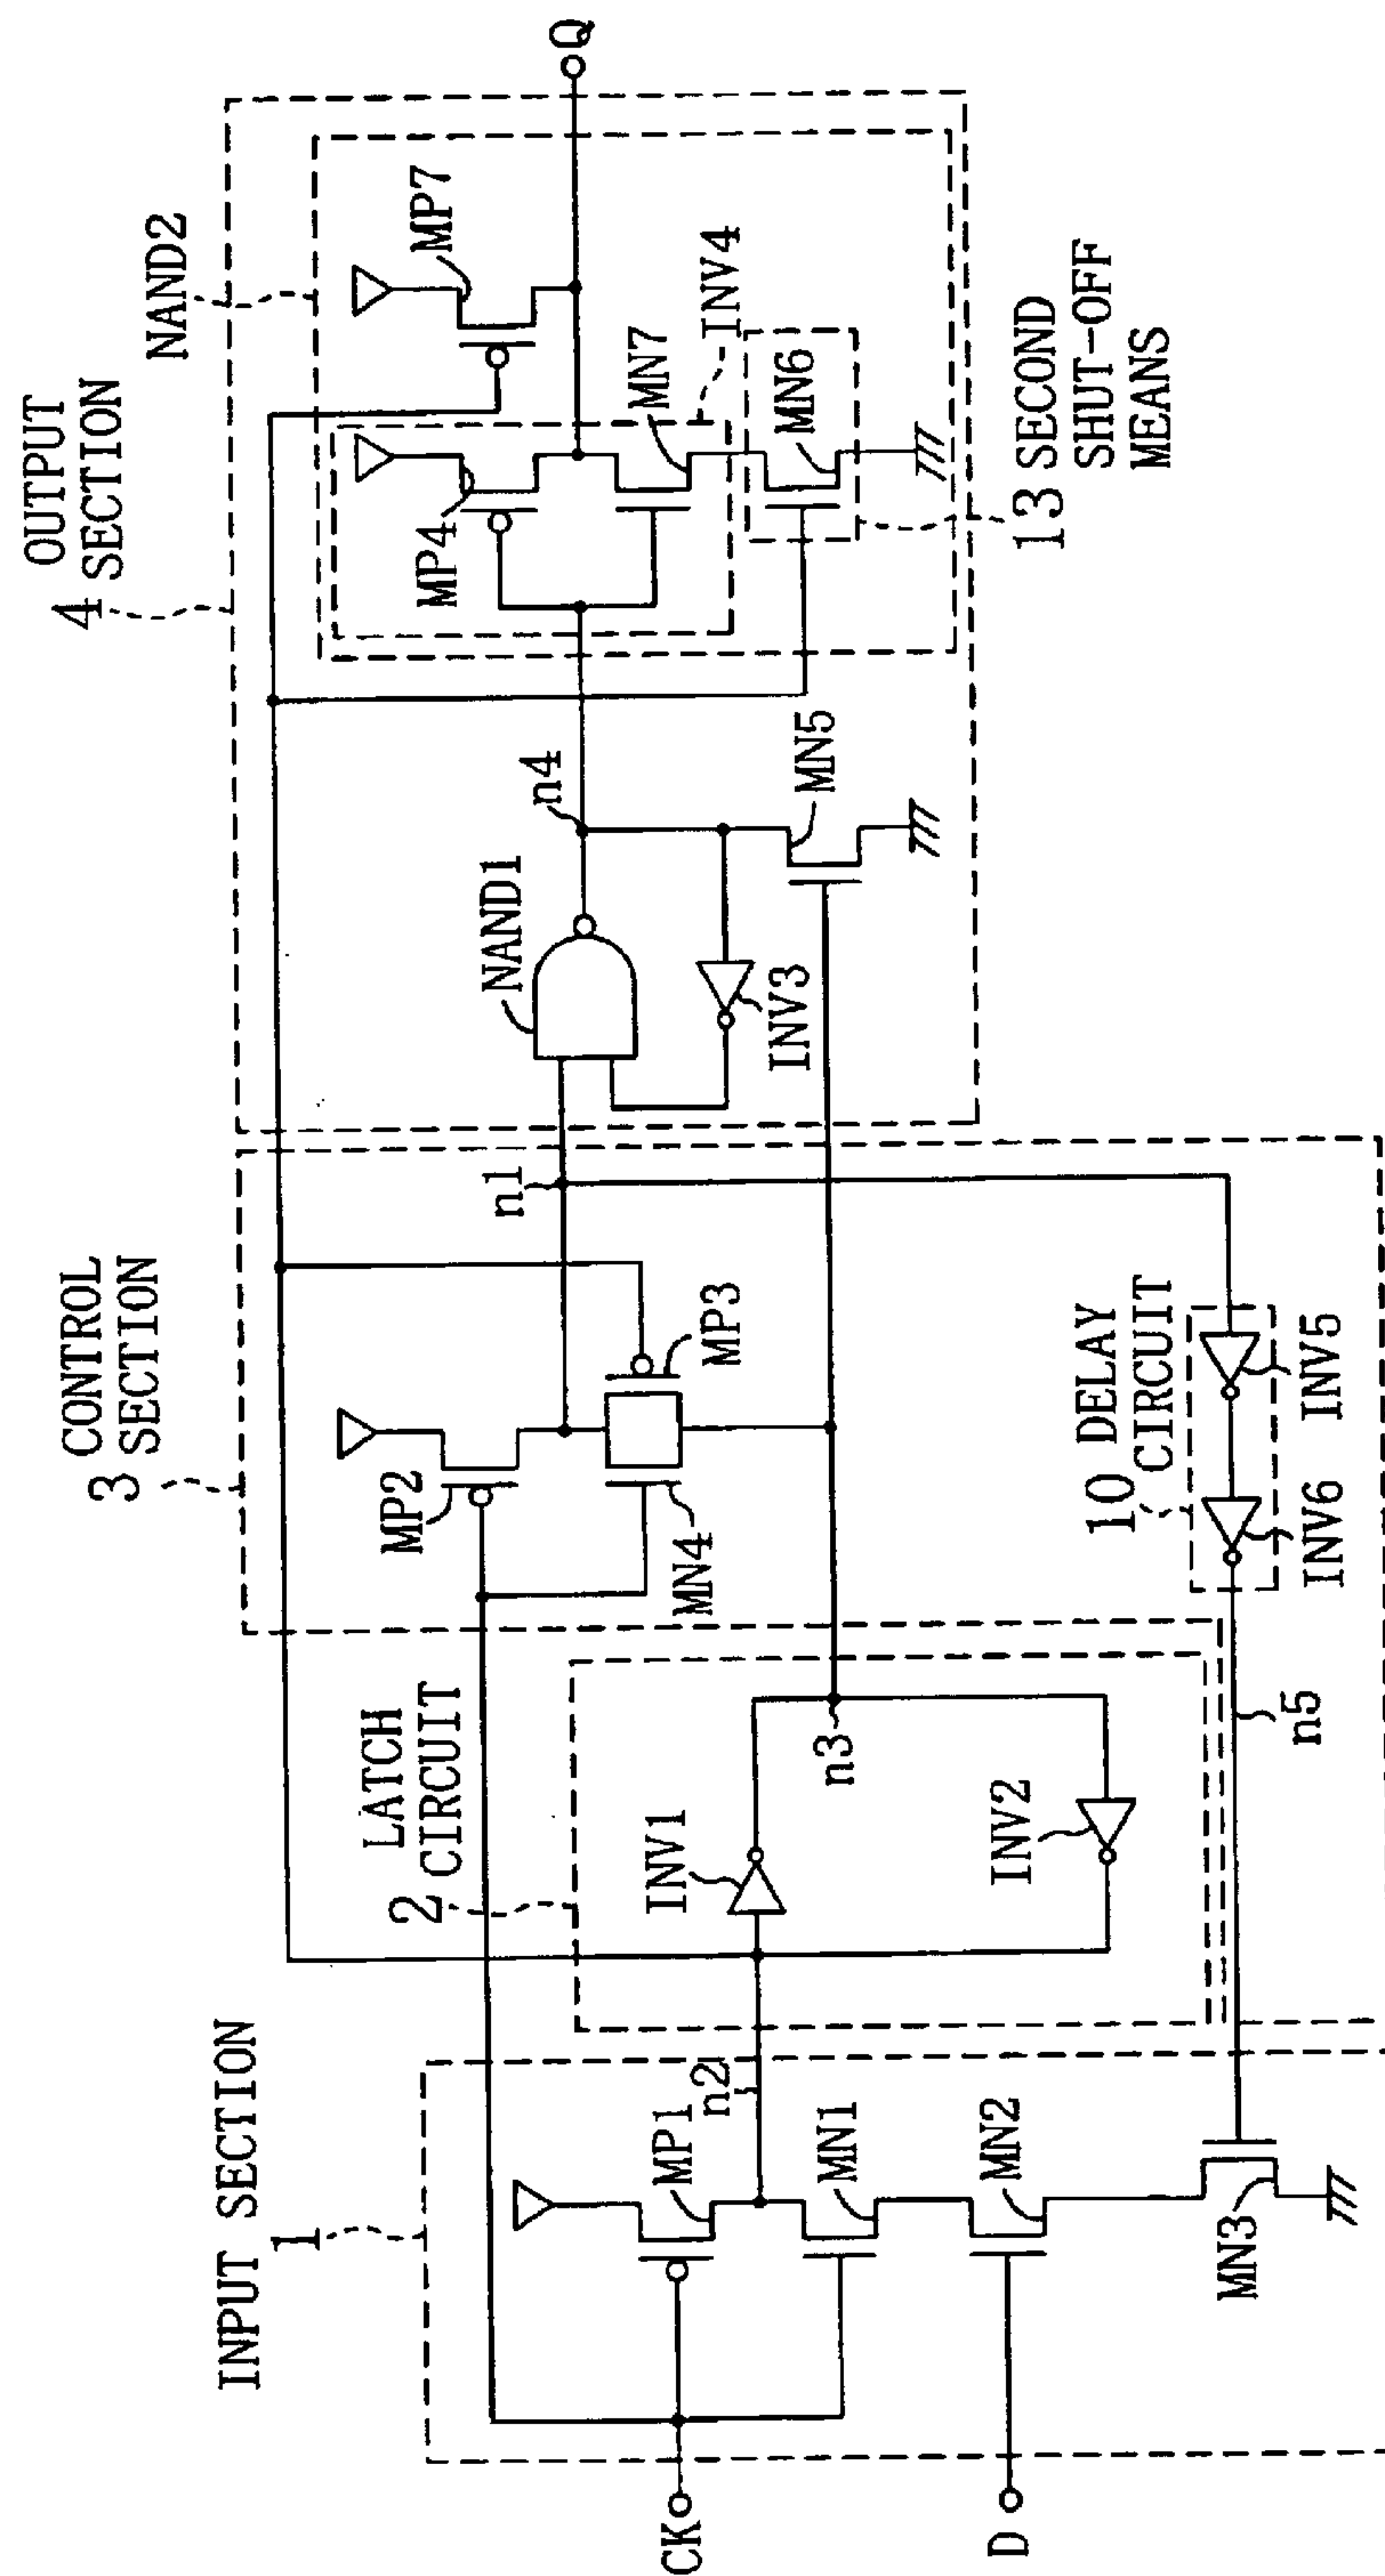 INPUT SECTION
1
CK
D
MP1
n2
MN1
MN2
MN3
LATCH
2 CIRCUIT
INV1
n3
INV2
n5
CONTROL
3 SECTION
MP2
MN4
MP3
n1
10 DELAY
CIRCUIT
INV6
INV5
OUTPUT
4 SECTION
NAND1
n4
INV3
MN5
NAND2
MP4
MP7
MN7
INV4
MN6
13 SECOND
SHUT-OFF
MEANS
Q